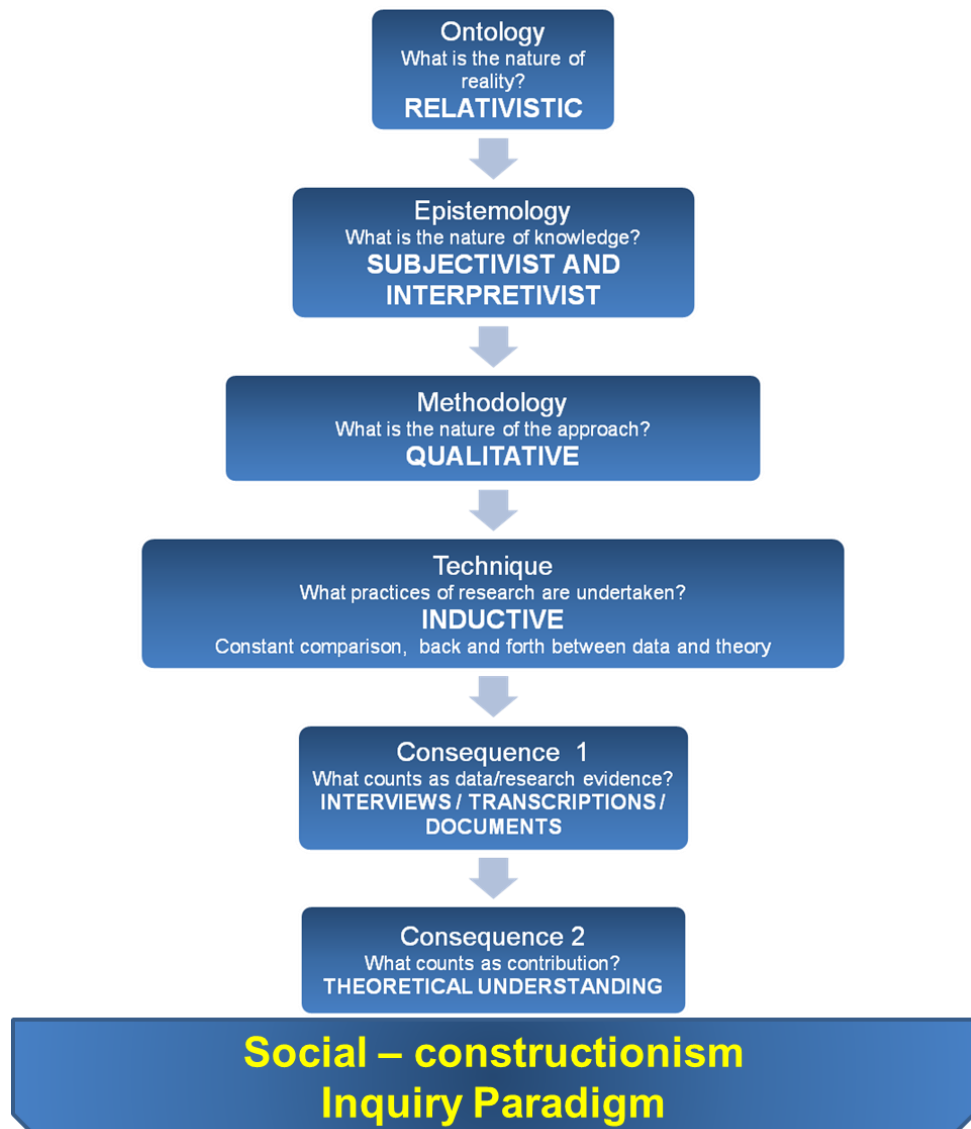 Ontology
What is the nature of
reality?
RELATIVISTIC
Epistemology
What is the nature of knowledge?
SUBJECTIVIST AND
INTERPRETIVIST
Methodology
What is the nature of the approach?
QUALITATIVE
Technique
What practices of research are undertaken?
INDUCTIVE
Constant comparison, back and forth between data and theory
Consequence 1
What counts as data/research evidence?
INTERVIEWS / TRANSCRIPTIONS /
DOCUMENTS
Consequence 2
What counts as contribution?
THEORETICAL UNDERSTANDING
Social – constructionism
Inquiry Paradigm